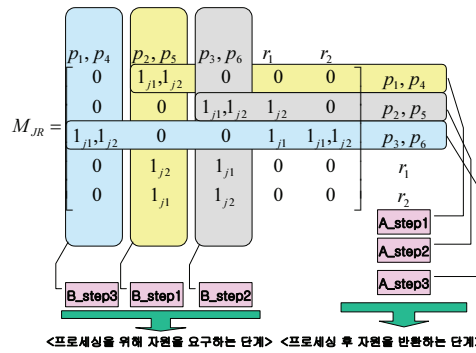 p₁, p₄ p₂, p₅ p₃, p₆ r₁ r₂
0 1ⱼ₁,1ⱼ₂ 0 0 0 p₁, p₄
0 0 1ⱼ₁,1ⱼ₂ 1ⱼ₂ 0 p₂, p₅
M_JR = 1ⱼ₁,1ⱼ₂ 0 0 1ⱼ₁ 1ⱼ₁,1ⱼ₂ p₃, p₆
0 1ⱼ₂ 1ⱼ₁ 0 0 r₁
0 1ⱼ₁ 1ⱼ₂ 0 0 r₂
A_step1
A_step2
A_step3
B_step3 B_step1 B_step2
<프로세싱을 위해 자원을 요구하는 단계> <프로세싱 후 자원을 반환하는 단계>